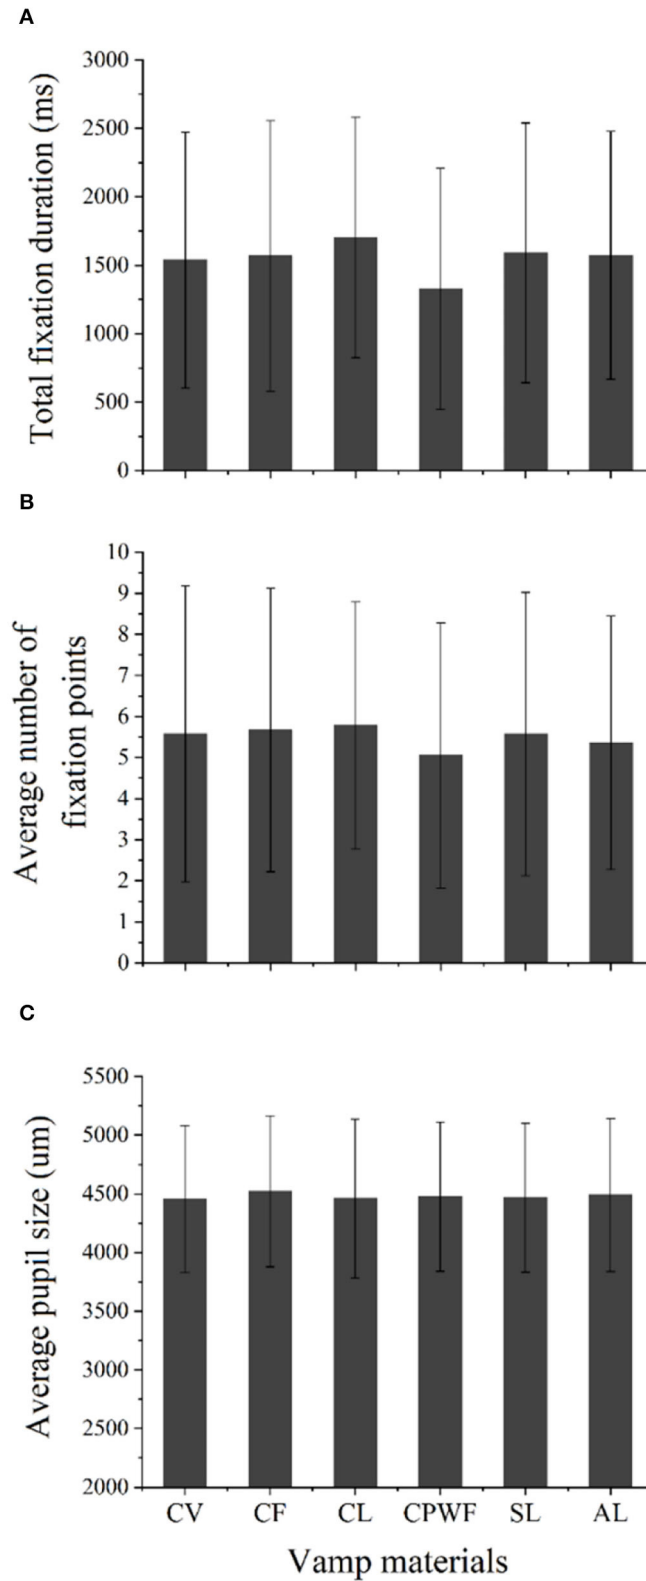 A
Total fixation duration (ms)
3000
2500
2000
1500
1000
500
0
B
Average number of
fixation points
10
9
8
7
6
5
4
3
2
1
0
C
Average pupil size (um)
5500
5000
4500
4000
3500
3000
2500
2000
CV CF CL CPWF SL AL
Vamp materials